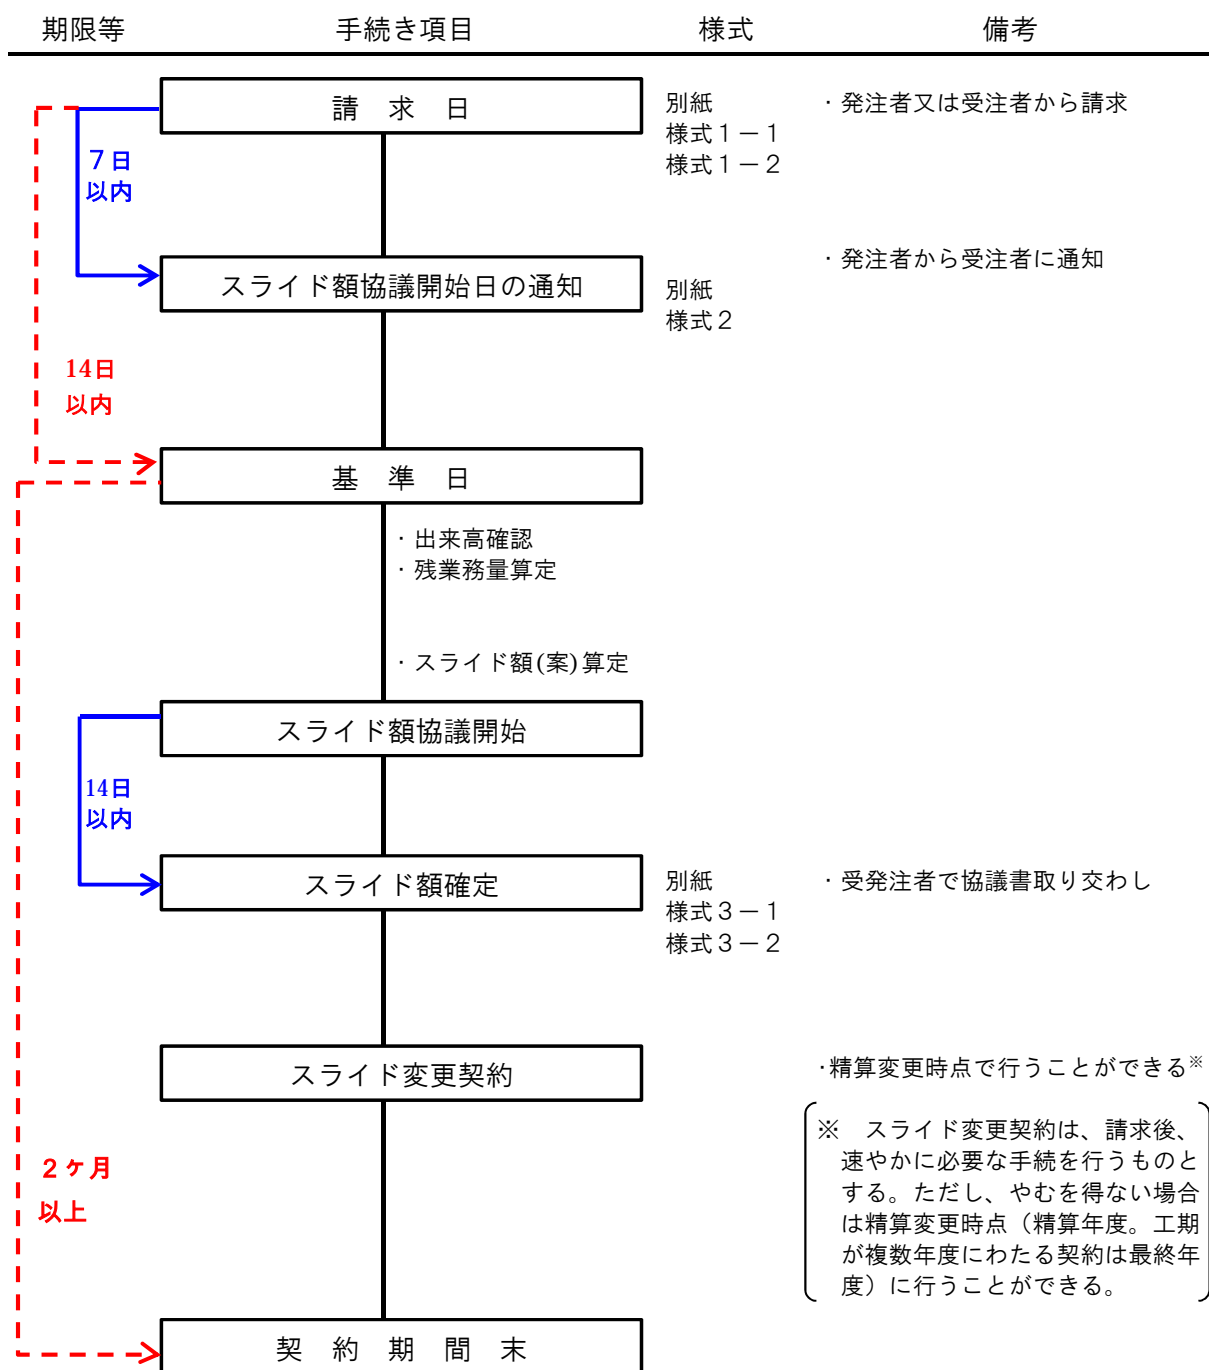 期限等 手続き項目 様式 備考
請 求 日
別紙
様式１－１
様式１－２
・発注者又は受注者から請求
７日
以内
スライド額協議開始日の通知
別紙
様式２
・発注者から受注者に通知
14日
以内
基 準 日
・出来高確認
・残業務量算定
・スライド額(案)算定
スライド額協議開始
14日
以内
スライド額確定
別紙
様式３－１
様式３－２
・受発注者で協議書取り交わし
スライド変更契約
・精算変更時点で行うことができる※
※ スライド変更契約は、請求後、
速やかに必要な手続を行うものと
する。ただし、やむを得ない場合
は精算変更時点（精算年度。工期
が複数年度にわたる契約は最終年
度）に行うことができる。
２ヶ月
以上
契 約 期 間 末